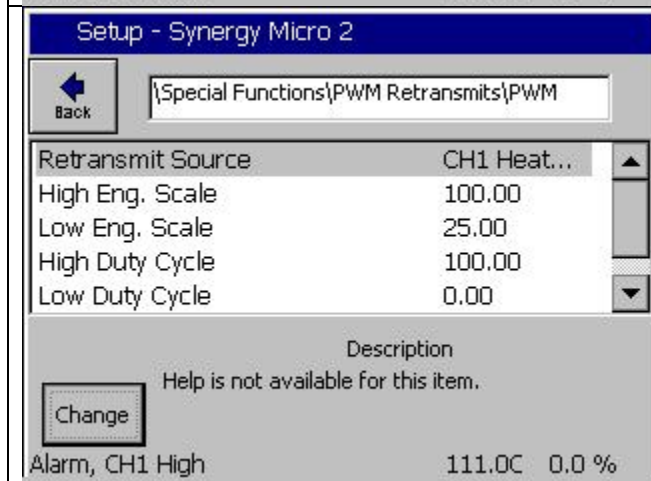 Setup - Synergy Micro 2
Back
\Special Functions\PWM Retransmits\PWM
Retransmit Source CH1 Heat...
High Eng. Scale 100.00
Low Eng. Scale 25.00
High Duty Cycle 100.00
Low Duty Cycle 0.00
Description
Help is not available for this item.
Change
Alarm, CH1 High 111.0C 0.0 %